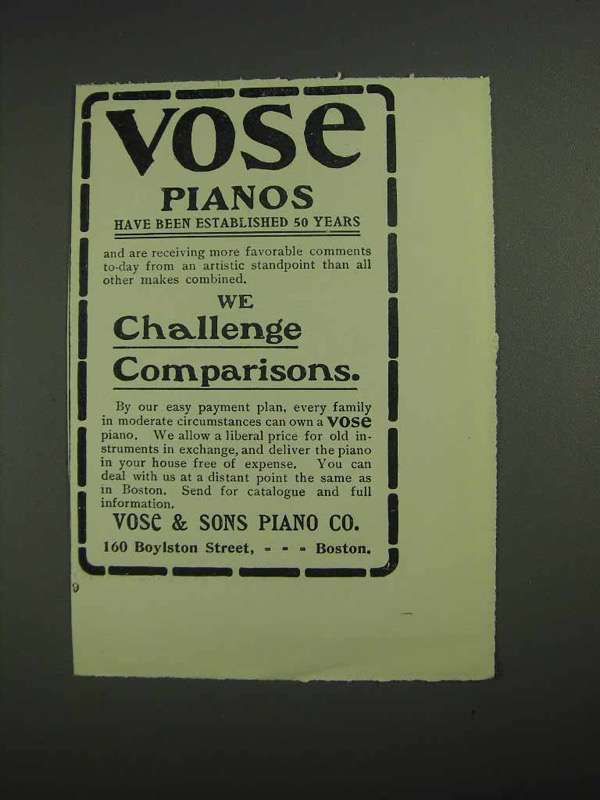 VOSE
PIANOS
HAVE BEEN ESTABLISHED 50 YEARS
and are receiving more favorable comments
to-day from an artistic standpoint than all
other makes combined.
WE
Challenge
Comparisons.
By our easy payment plan, every family
in moderate circumstances can own a VOSE
piano. We allow a liberal price for old in-
struments in exchange, and deliver the piano
in your house free of expense. You can
deal with us at a distant point the same as
in Boston. Send for catalogue and full
information.
VOSE & SONS PIANO CO.
160 Boylston Street, - - - Boston.
9